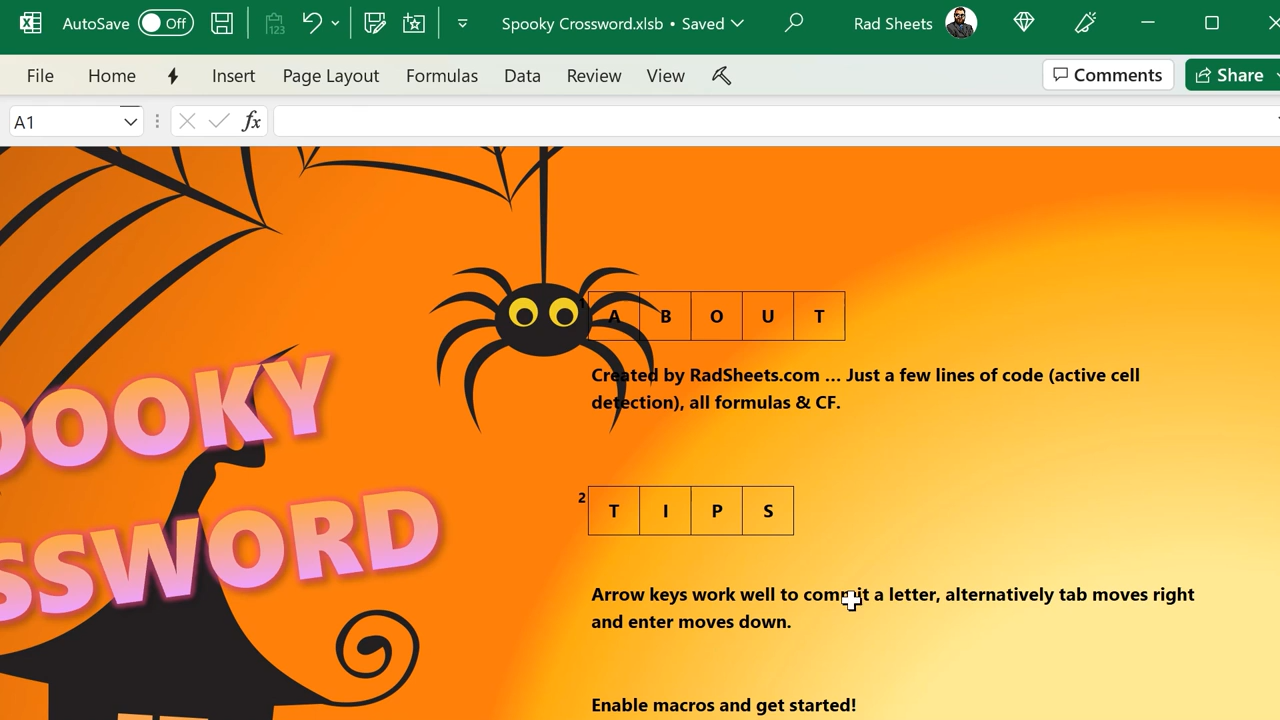 AutoSave Off 123 Spooky Crossword.xlsb • Saved Rad Sheets
File Home Insert Page Layout Formulas Data Review View Comments Share
A1 fx
1
A B O U T
Created by RadSheets.com ... Just a few lines of code (active cell
detection), all formulas & CF.
2
T I P S
OOKY
SSWORD
Arrow keys work well to commit a letter, alternatively tab moves right
and enter moves down.
Enable macros and get started!